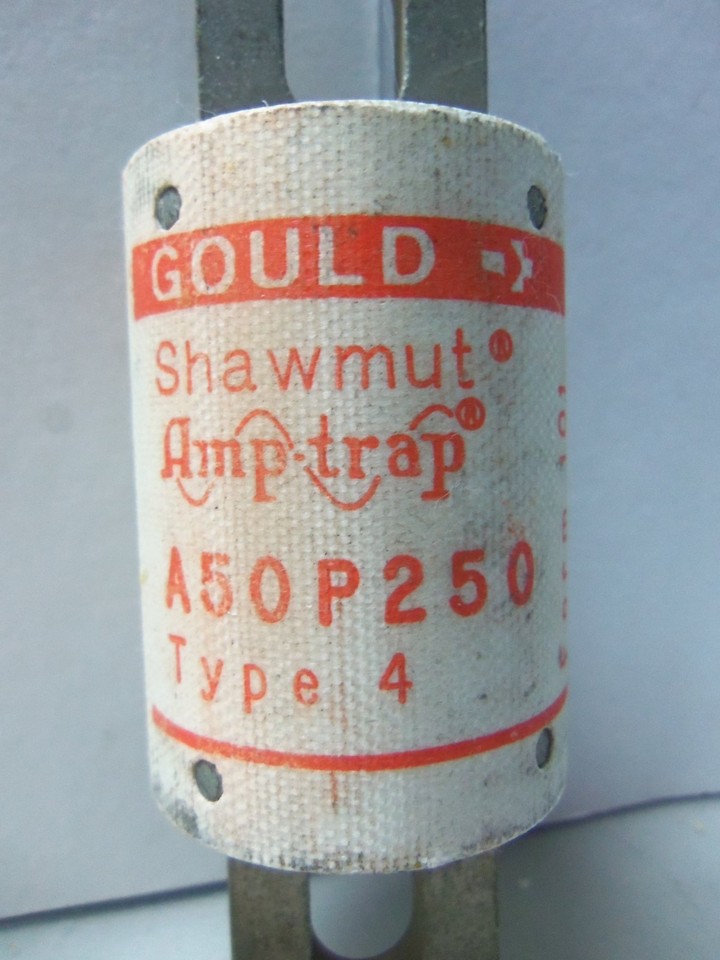 GOULD
Shawmut®
Amp-trap®
A50P250
Type 4